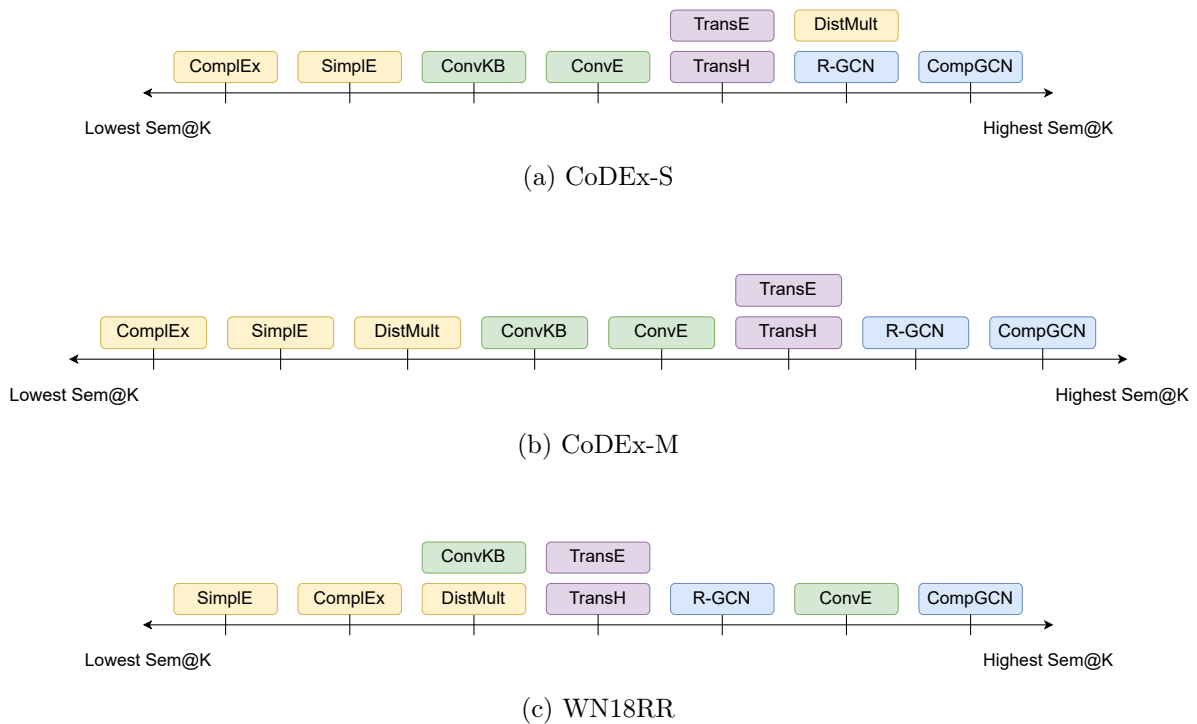 TransE DistMult
ComplEx SimplE ConvKB ConvE TransH R-GCN CompGCN
Lowest Sem@K Highest Sem@K
(a) CoDEx-S
TransE
ComplEx SimplE DistMult ConvKB ConvE TransH R-GCN CompGCN
Lowest Sem@K Highest Sem@K
(b) CoDEx-M
ConvKB TransE
SimplE ComplEx DistMult TransH R-GCN ConvE CompGCN
Lowest Sem@K Highest Sem@K
(c) WN18RR